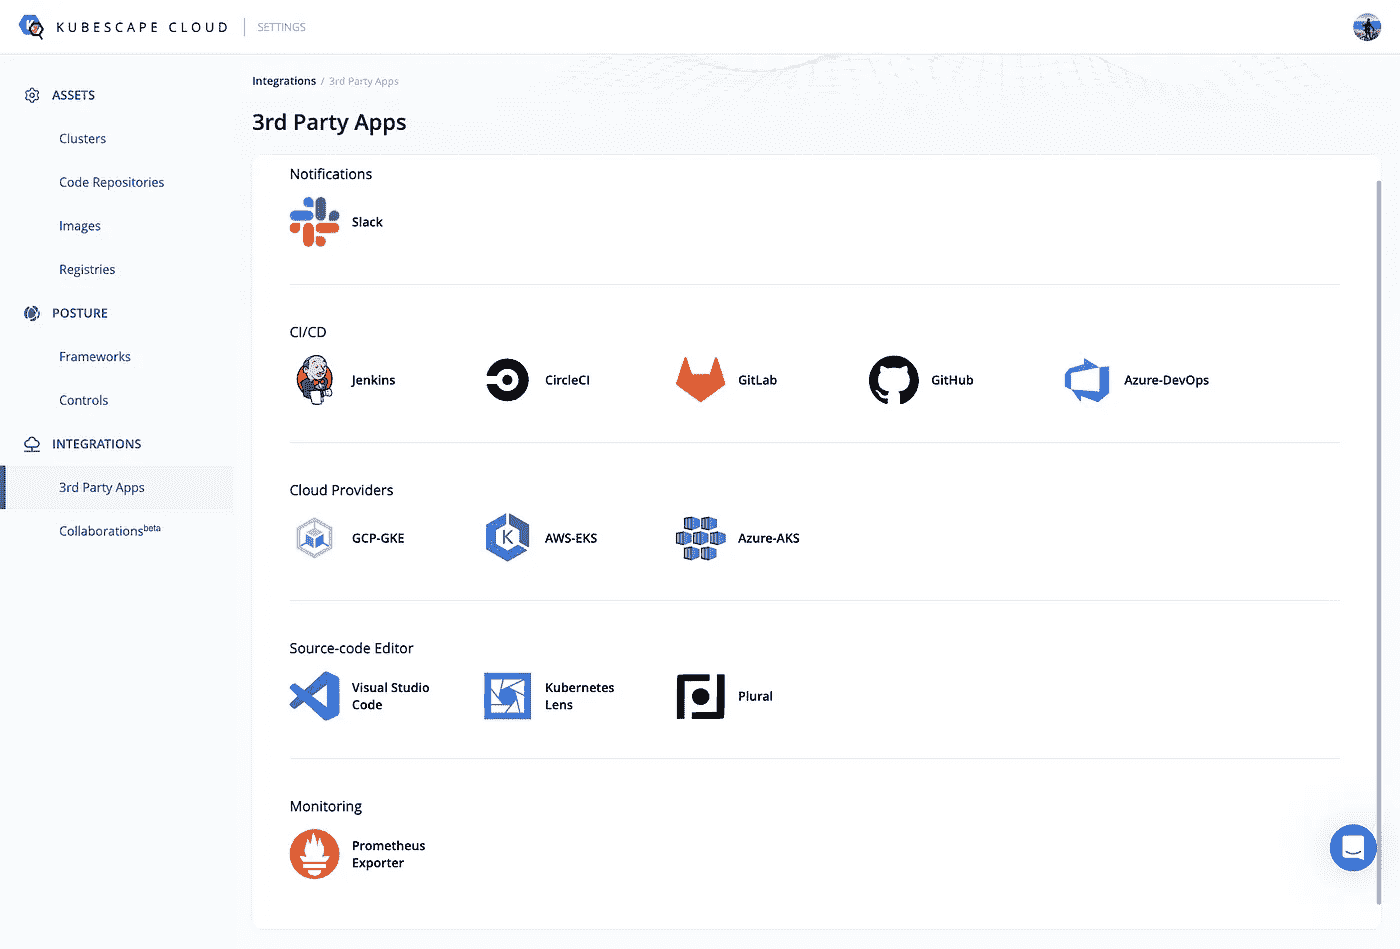 KUBESCAPE CLOUD
SETTINGS
ASSETS
Clusters
Code Repositories
Images
Registries
POSTURE
Frameworks
Controls
INTEGRATIONS
3rd Party Apps
Collaborationsbeta
Integrations / 3rd Party Apps
3rd Party Apps
Notifications
Slack
CI/CD
Jenkins
CircleCI
GitLab
GitHub
Azure-DevOps
Cloud Providers
GCP-GKE
K
AWS-EKS
Azure-AKS
Source-code Editor
Visual Studio
Code
Kubernetes
Lens
Plural
Monitoring
Prometheus
Exporter